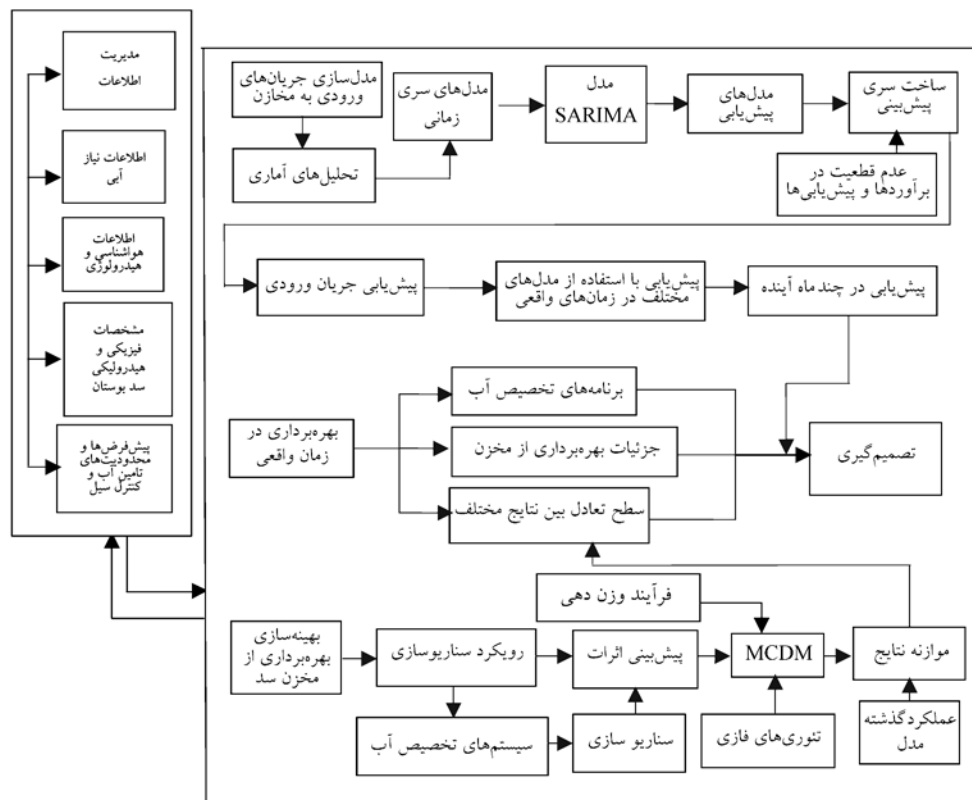 مدیریت
اطلاعات
اطلاعات نیاز
آبی
اطلاعات
هواشناسی و
هیدرولوژی
مشخصات
فیزیکی و
هیدرولیکی
سد بوستان
پیش‌فرض‌ها و
محدودیت‌های
تامین آب و
کنترل سیل
مدل‌سازی جریان‌های
ورودی به مخازن
تحلیل‌های آماری
مدل‌های سری
زمانی
مدل
SARIMA
مدل‌های
پیش‌یابی
ساخت سری
پیش‌بینی
عدم قطعیت در
برآوردها و پیش‌یابی‌ها
پیش‌یابی جریان ورودی
پیش‌یابی با استفاده از مدل‌های
مختلف در زمان‌های واقعی
پیش‌یابی در چندماه آینده
بهره‌برداری در
زمان واقعی
برنامه‌های تخصیص آب
جزئیات بهره‌برداری از مخزن
سطح تعادل بین نتایج مختلف
تصمیم‌گیری
فرآیند وزن دهی
بهینه‌سازی
بهره‌برداری از
مخزن سد
رویکرد سناریوسازی
پیش‌بینی اثرات
MCDM
موازنه نتایج
سیستم‌های تخصیص آب
سناریو سازی
تئوری‌های فازی
عملکردگذشته
مدل